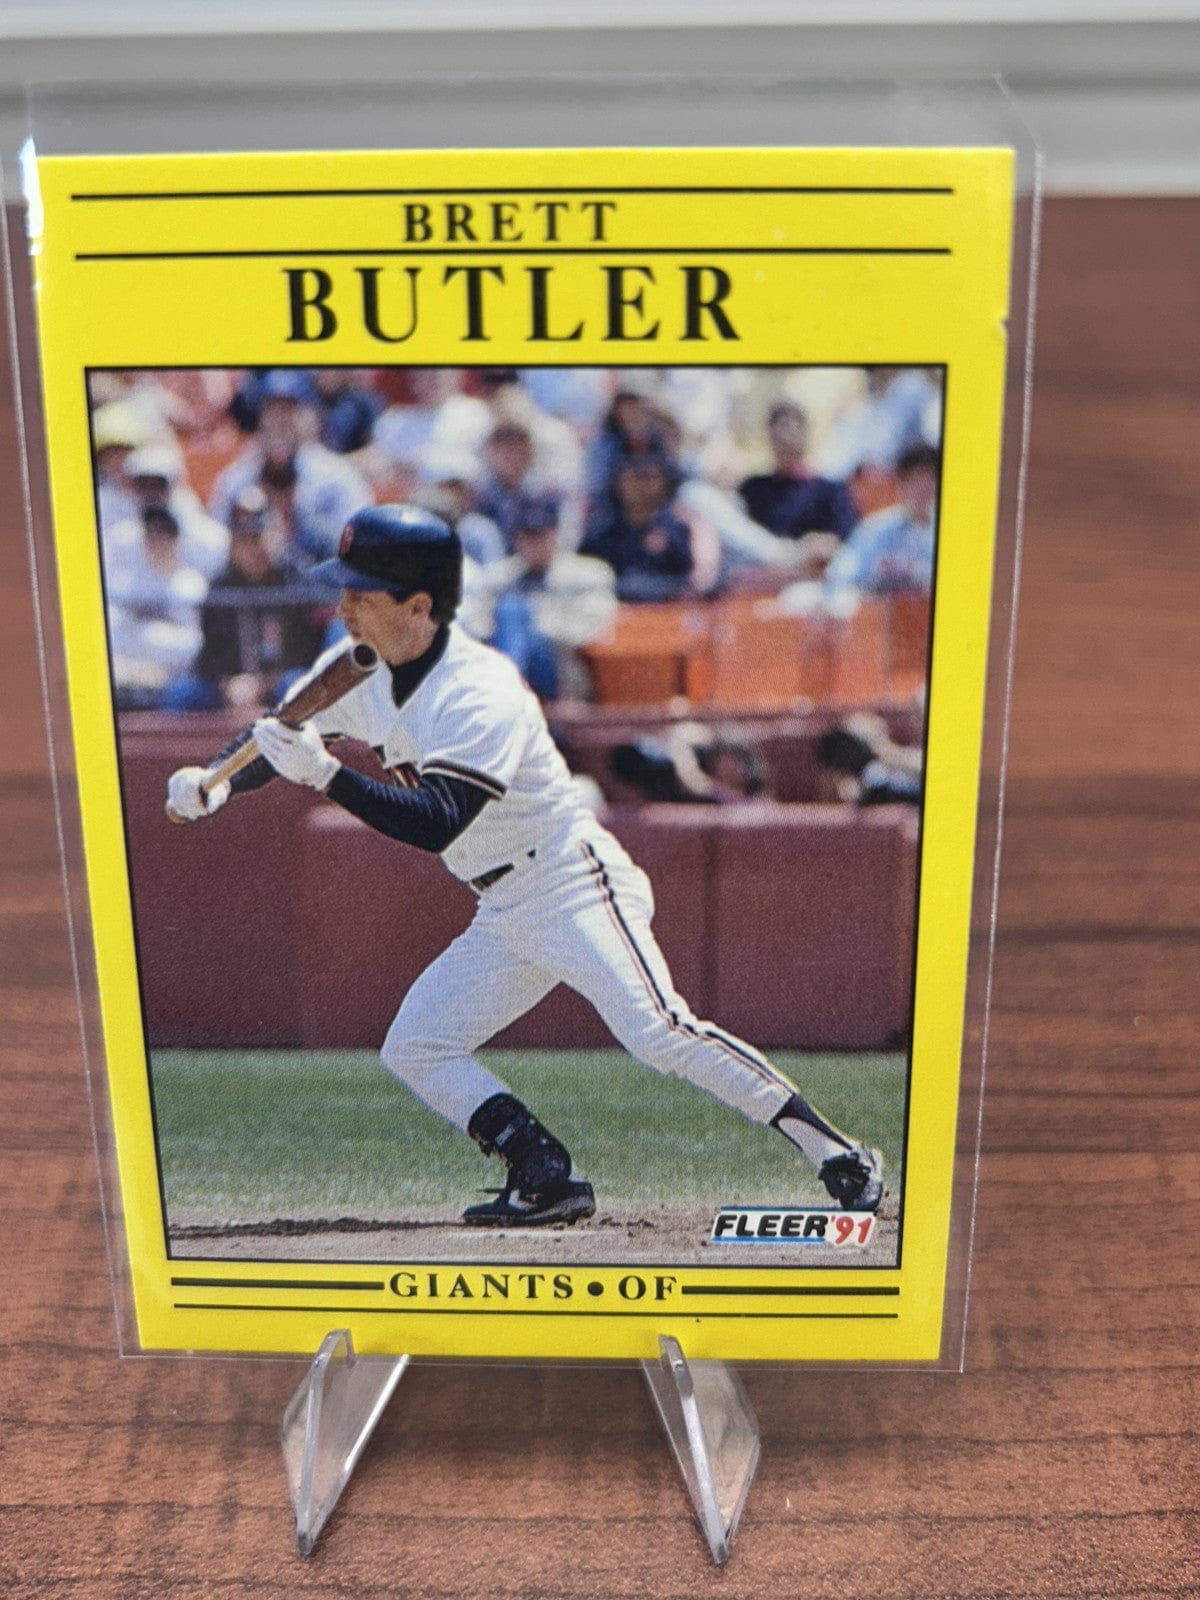 BRETT
BUTLER
FLEER'91
GIANTS • OF